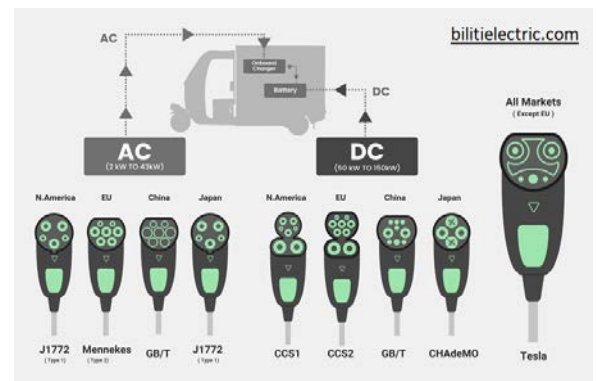 bilitielectric.com
AC
Onboard
Charger
Battery
DC
AC
(2 kW TO 43kW)
DC
(50 kW TO 150kW)
All Markets
( Except EU )
N.America EU China Japan
N.America EU China Japan
J1772 Mennekes GB/T J1772
(Type 1) (Type 2) (Type 1)
CCS1 CCS2 GB/T CHAdeMO
Tesla